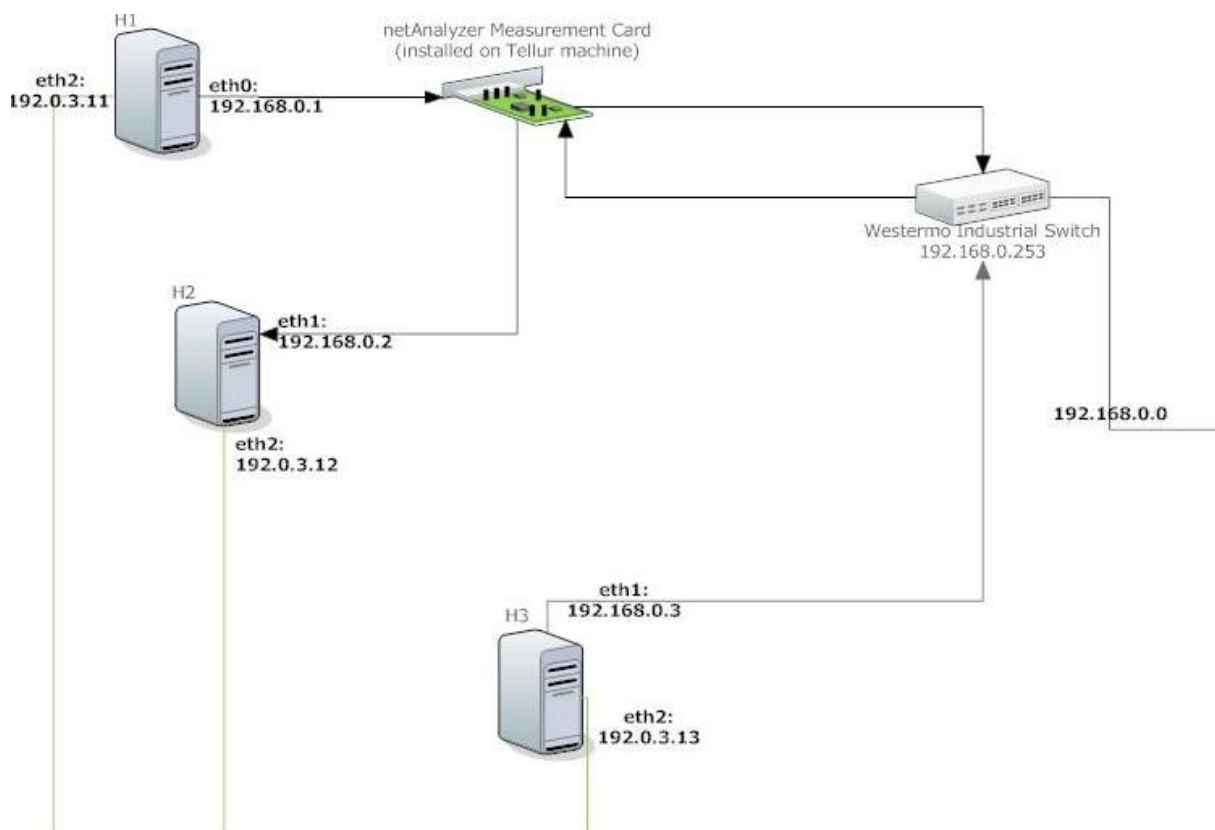 H1
netAnalyzer Measurement Card
(installed on Tellur machine)
eth2:
192.0.3.11
eth0:
192.168.0.1
Westermo Industrial Switch
192.168.0.253
H2
eth1:
192.168.0.2
192.168.0.0
eth2:
192.0.3.12
eth1:
192.168.0.3
H3
eth2:
192.0.3.13